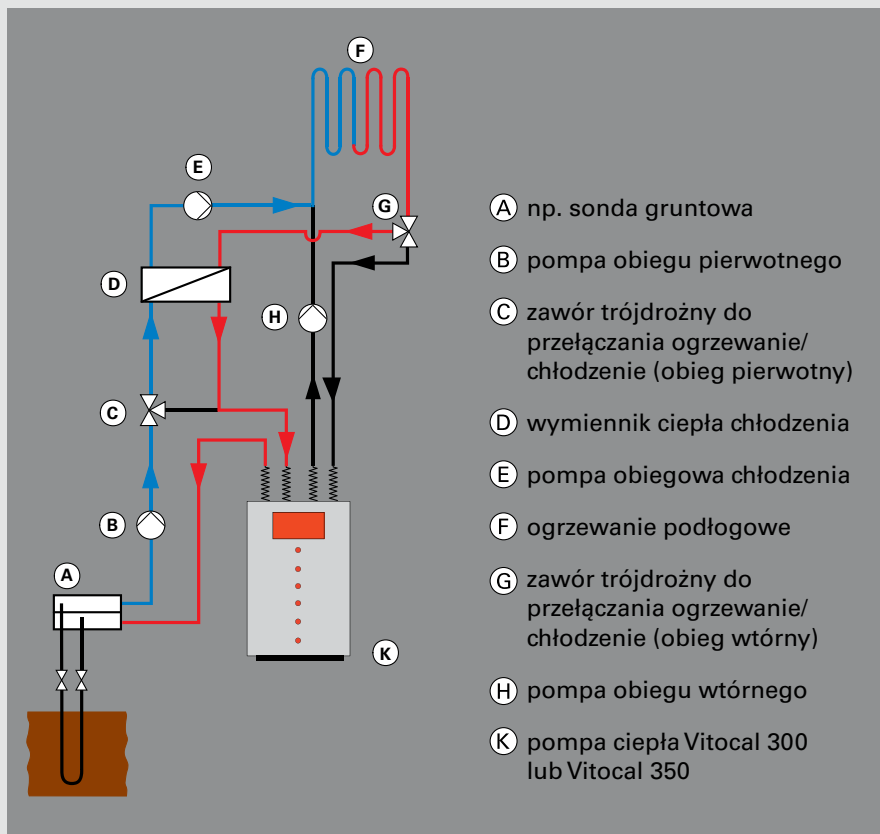 F
E
G
D
H
C
B
A
K
A np. sonda gruntowa
B pompa obiegu pierwotnego
C zawór trójdrożny do
przełączania ogrzewanie/
chłodzenie (obieg pierwotny)
D wymiennik ciepła chłodzenia
E pompa obiegowa chłodzenia
F ogrzewanie podłogowe
G zawór trójdrożny do
przełączania ogrzewanie/
chłodzenie (obieg wtórny)
H pompa obiegu wtórnego
K pompa ciepła Vitocal 300
lub Vitocal 350